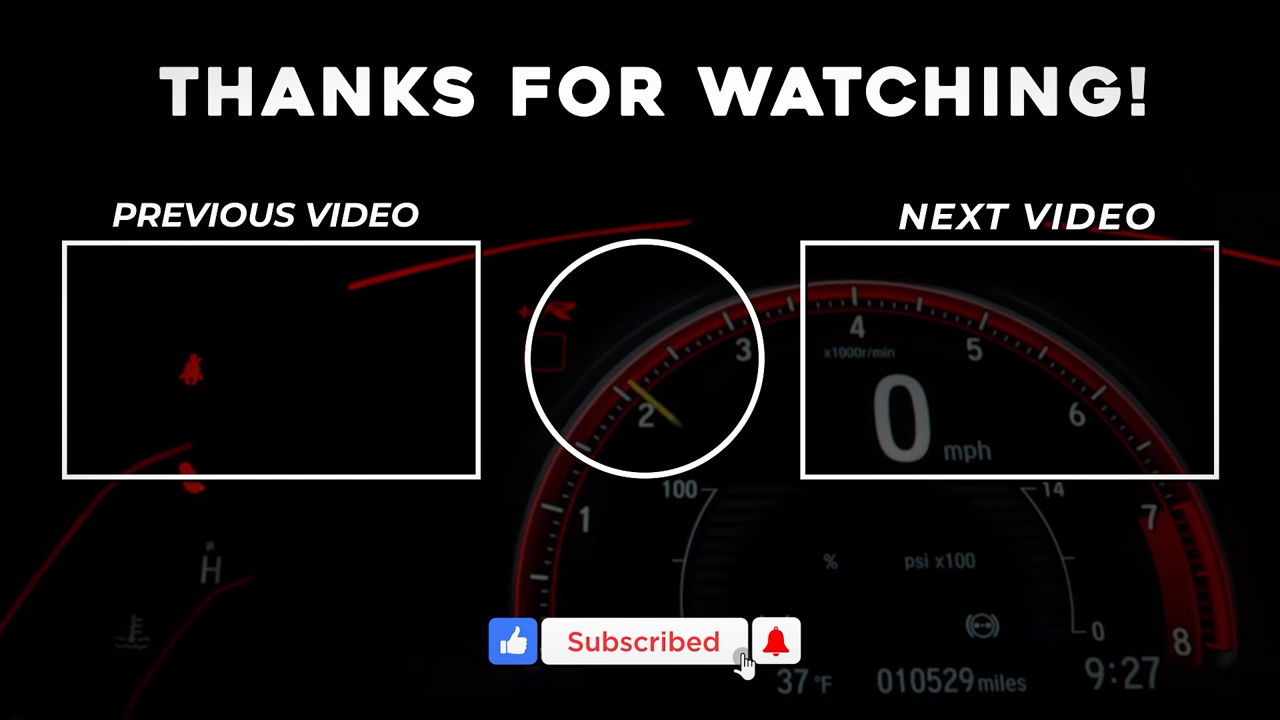 THANKS FOR WATCHING!
PREVIOUS VIDEO
NEXT VIDEO
+R
4
3
5
x1000r/min
2
0
6
mph
100
14
1
7
%
psi x100
H
0
8
Subscribed
37 °F
010529 miles
9:27